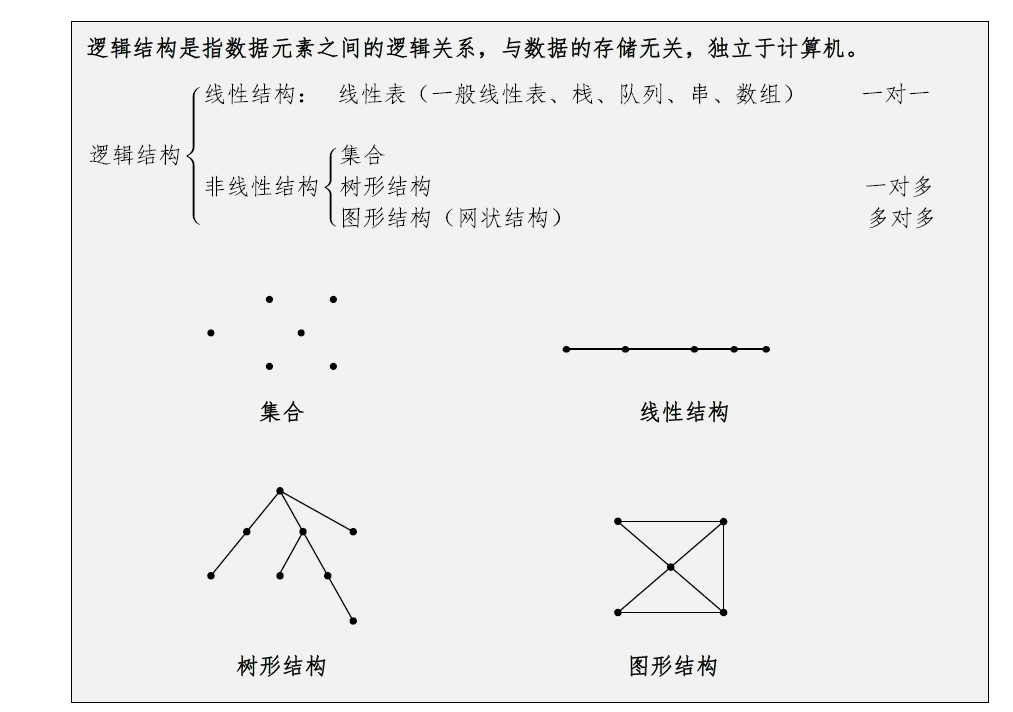 逻辑结构是指数据元素之间的逻辑关系，与数据的存储无关，独立于计算机。
线性结构： 线性表（一般线性表、栈、队列、串、数组） 一对一
逻辑结构
集合
非线性结构 树形结构 一对多
图形结构（网状结构） 多对多
集合 线性结构
树形结构 图形结构